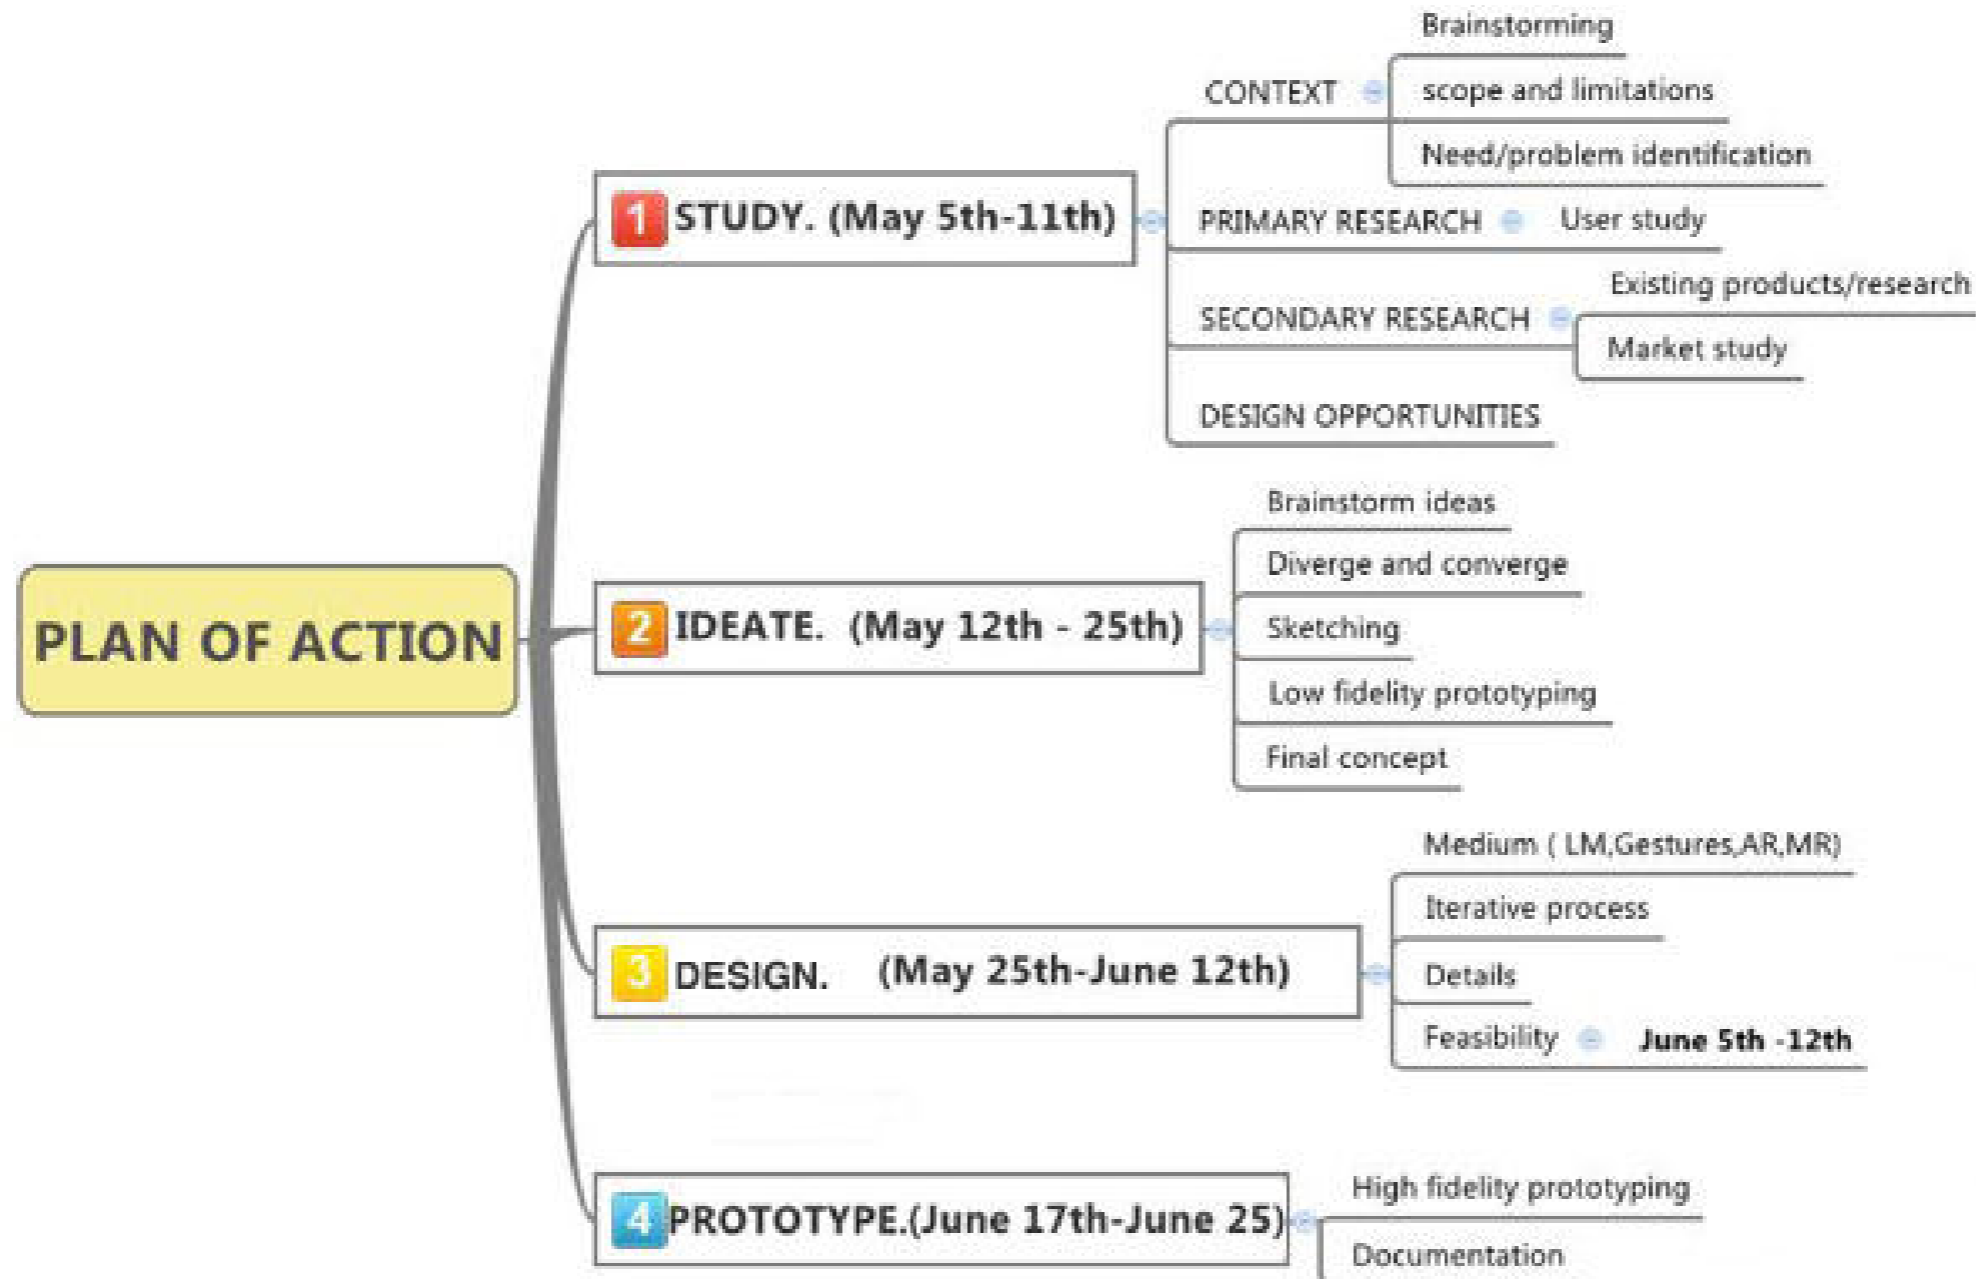 PLAN OF ACTION
1 STUDY. (May 5th-11th)
CONTEXT
Brainstorming
scope and limitations
Need/problem identification
PRIMARY RESEARCH
User study
SECONDARY RESEARCH
Existing products/research
Market study
DESIGN OPPORTUNITIES
2 IDEATE. (May 12th - 25th)
Brainstorm ideas
Diverge and converge
Sketching
Low fidelity prototyping
Final concept
3 DESIGN. (May 25th-June 12th)
Medium ( LM,Gestures,AR,MR)
Iterative process
Details
Feasibility
June 5th -12th
4 PROTOTYPE.(June 17th-June 25)
High fidelity prototyping
Documentation